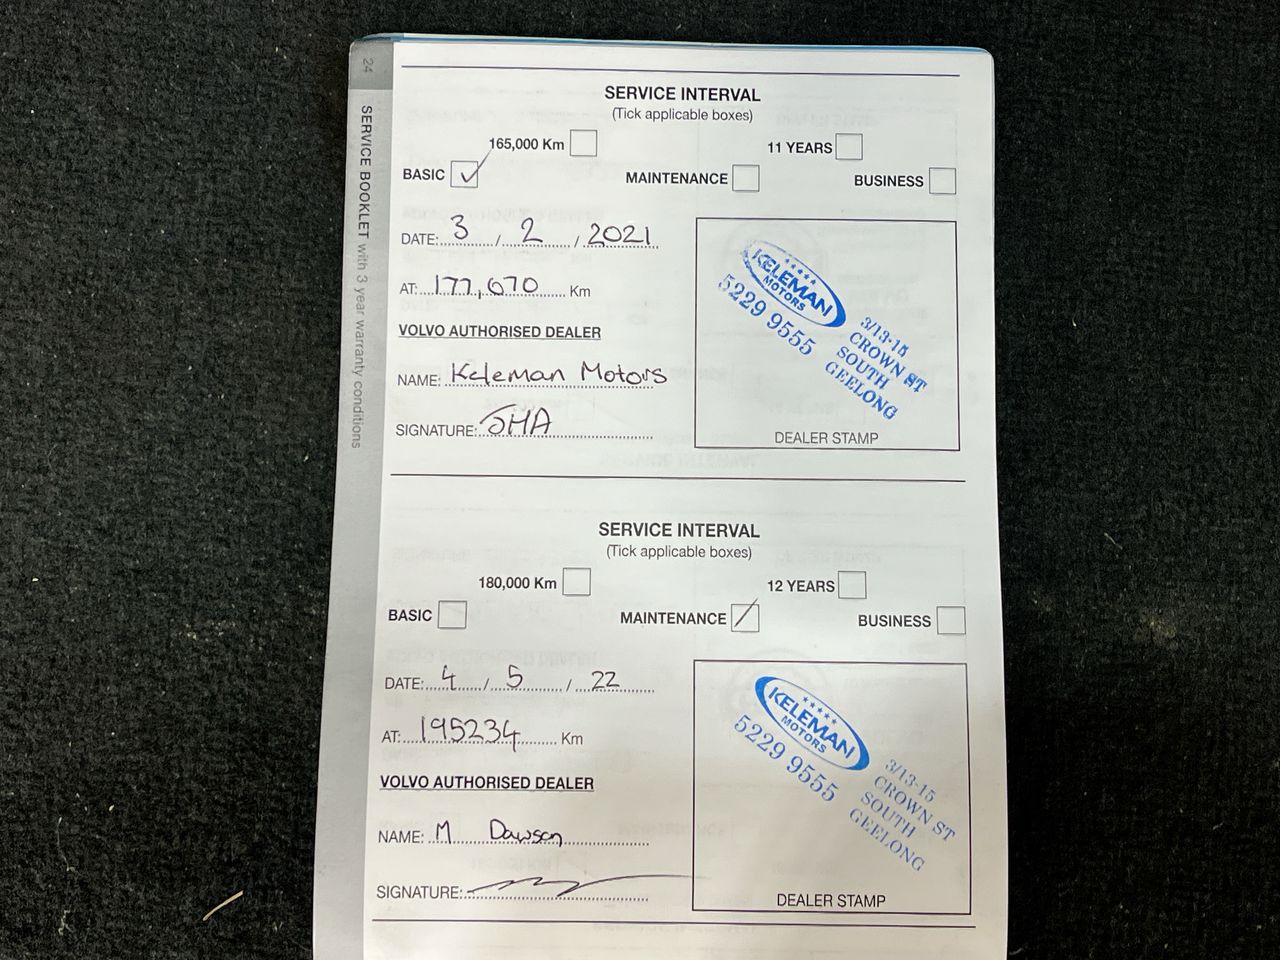 24
SERVICE BOOKLET with 3 year warranty conditions
SERVICE INTERVAL
(Tick applicable boxes)
165,000 Km
11 YEARS
BASIC ✓
MAINTENANCE
BUSINESS
DATE: 3 / 2 / 2021
AT: 177,670 Km
VOLVO AUTHORISED DEALER
NAME: Keleman Motors
SIGNATURE: SHA
KELEMAN
MOTORS
5229 9555
3/13-15
CROWN ST
SOUTH
GEELONG
DEALER STAMP
SERVICE INTERVAL
(Tick applicable boxes)
180,000 Km
12 YEARS
BASIC
MAINTENANCE /
BUSINESS
DATE: 4 / 5 / 22
AT: 195234 Km
VOLVO AUTHORISED DEALER
NAME: M Dawson
SIGNATURE:
KELEMAN
MOTORS
5229 9555
3/13-15
CROWN ST
SOUTH
GEELONG
DEALER STAMP